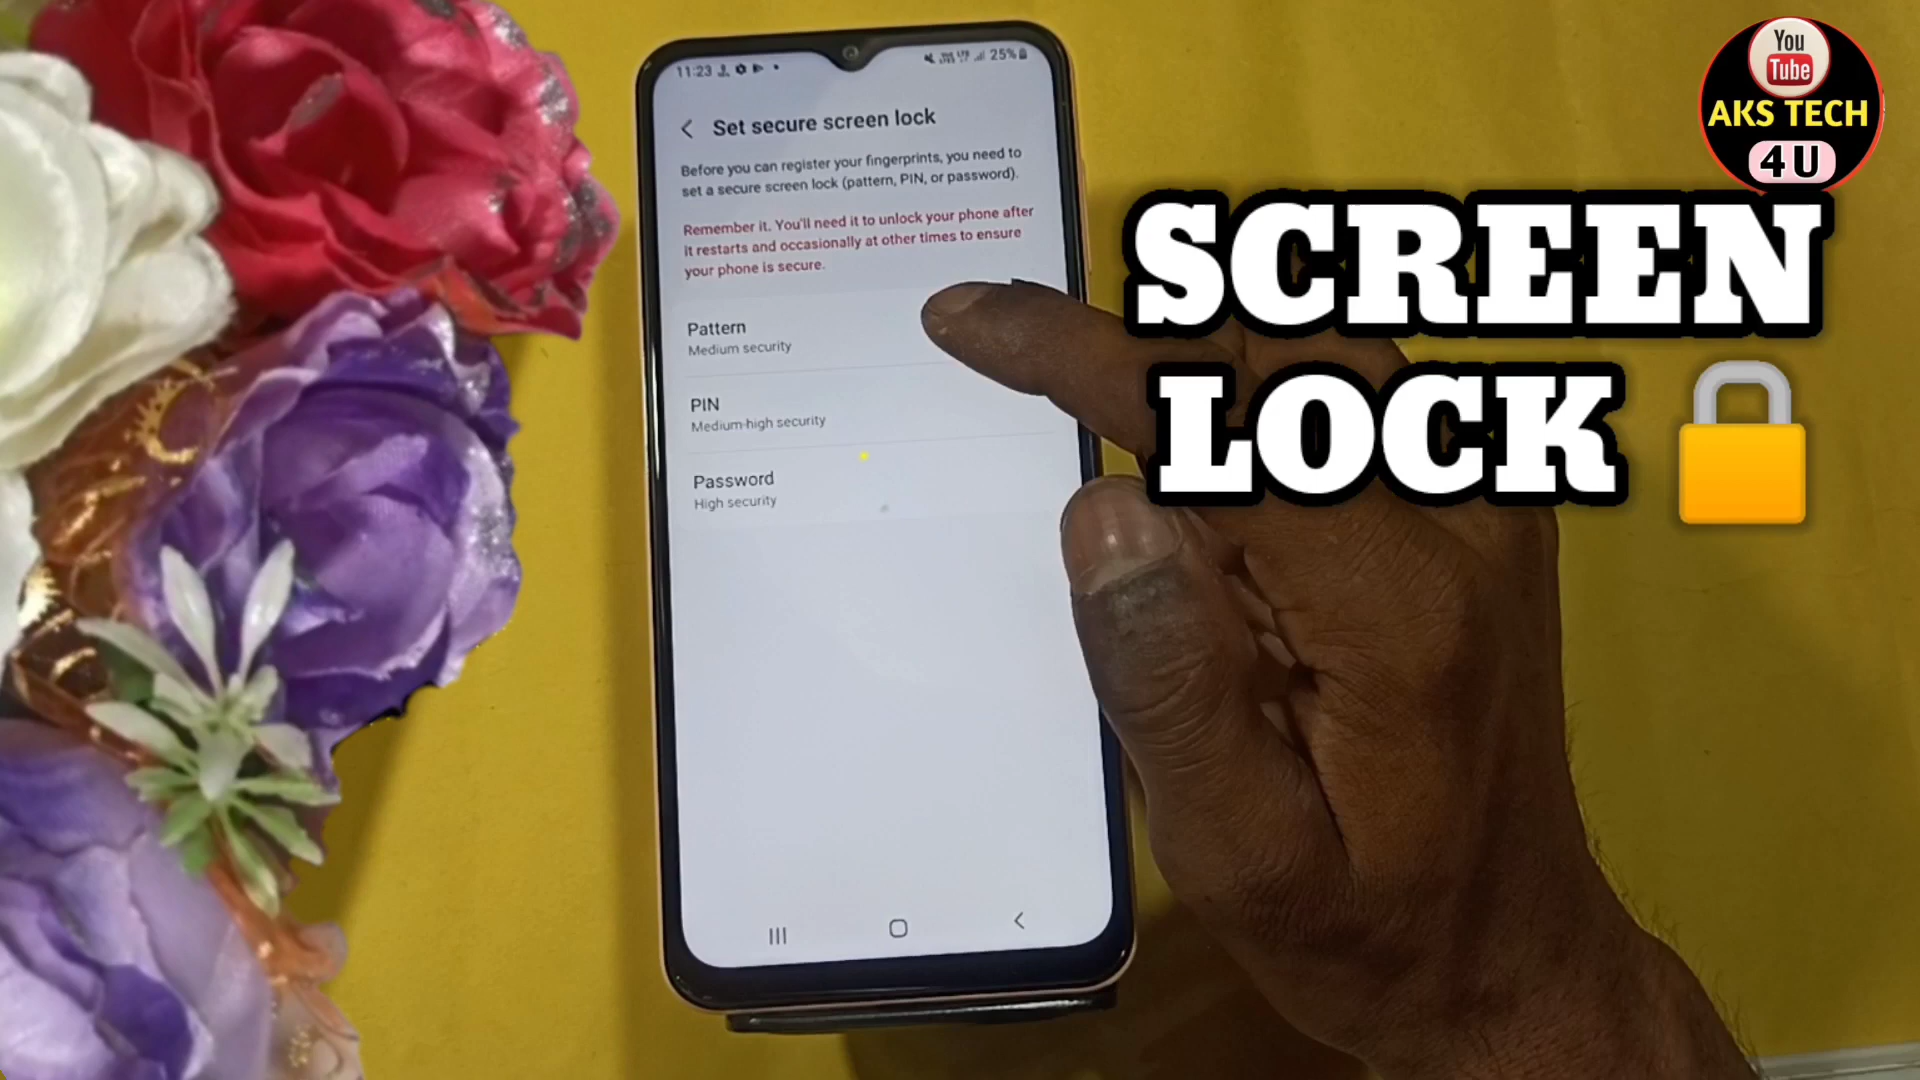 11:23
25%
Set secure screen lock
Before you can register your fingerprints, you need to
set a secure screen lock (pattern, PIN, or password).
Remember it. You'll need it to unlock your phone after
it restarts and occasionally at other times to ensure
your phone is secure.
Pattern
Medium security
PIN
Medium-high security
Password
High security
You
Tube
AKS TECH
4U
SCREEN
LOCK